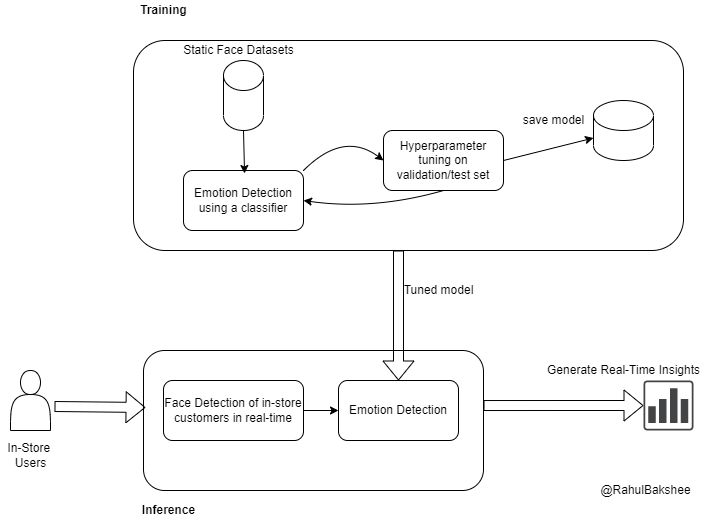 Training
Static Face Datasets
save model
Hyperparameter
tuning on
validation/test set
Emotion Detection
using a classifier
Tuned model
Generate Real-Time Insights
Face Detection of in-store
customers in real-time
Emotion Detection
In-Store
Users
@RahulBakshee
Inference